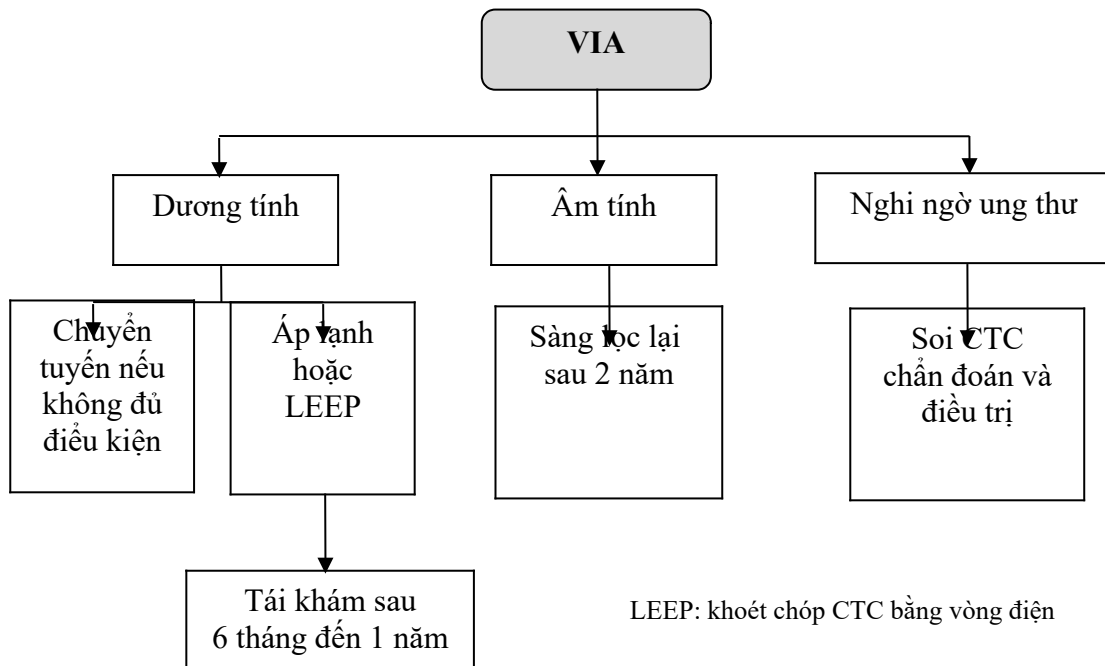 VIA
Dương tính
Âm tính
Nghi ngờ ung thư
Chuyển
tuyến nếu
không đủ
điểu kiện
Áp lạnh
hoặc
LEEP
Sàng lọc lại
sau 2 năm
Soi CTC
chẩn đoán và
điều trị
Tái khám sau
6 tháng đến 1 năm
LEEP: khoét chóp CTC bằng vòng điện